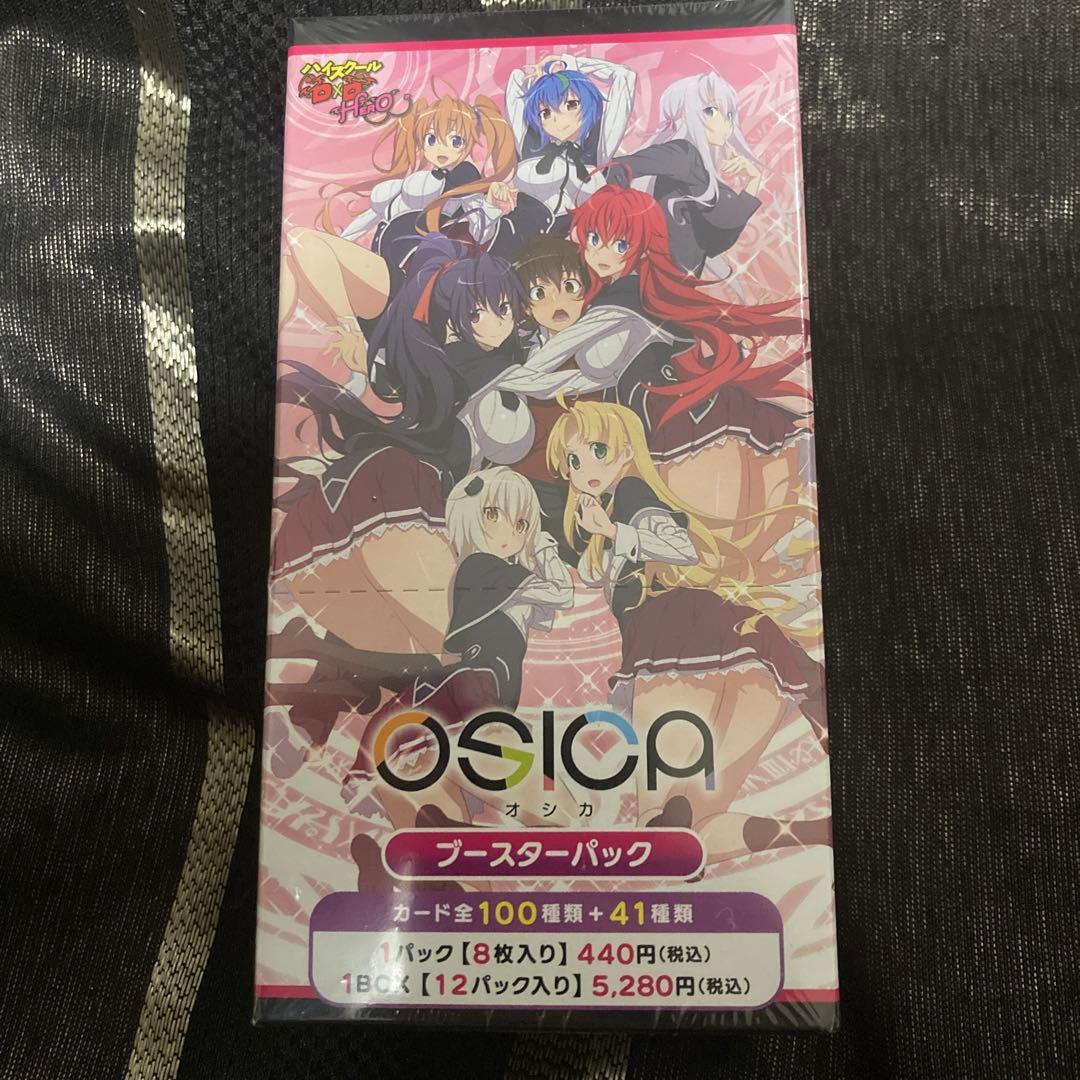 ハイスクール
D×D
HERO
OSICA
オシカ
ブースターパック
カード全100種類+41種類
1パック【8枚入り】440円(税込)
1BOX【12パック入り】5,280円(税込)